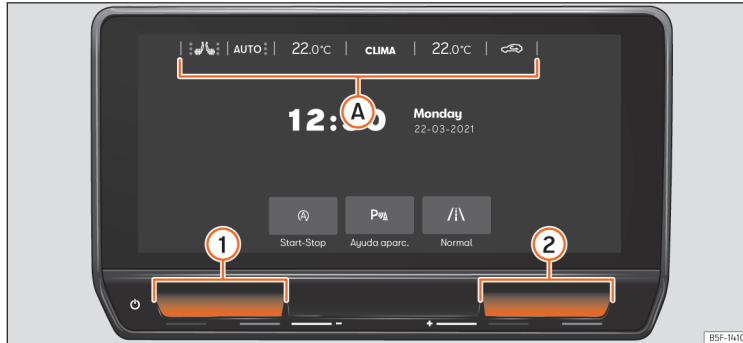 AUTO 22.0°C CLIMA 22.0°C
A
12: 0 Monday
22-03-2021
P
Start-Stop Ayuda aparc. Normal
1 2
- +
B5F-1410